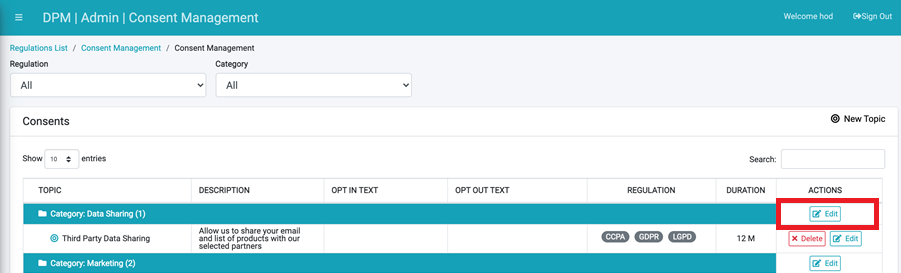 DPM | Admin | Consent Management
Welcome hod
Sign Out
Regulations List / Consent Management / Consent Management
Regulation
Category
All
All
Consents
New Topic
Show 10 entries
Search:
TOPIC DESCRIPTION OPT IN TEXT OPT OUT TEXT REGULATION DURATION ACTIONS
Category: Data Sharing (1) Edit
Third Party Data Sharing
Allow us to share your email
and list of products with our
selected partners
CCPA GDPR LGPD
12 M
Delete Edit
Category: Marketing (2) Edit